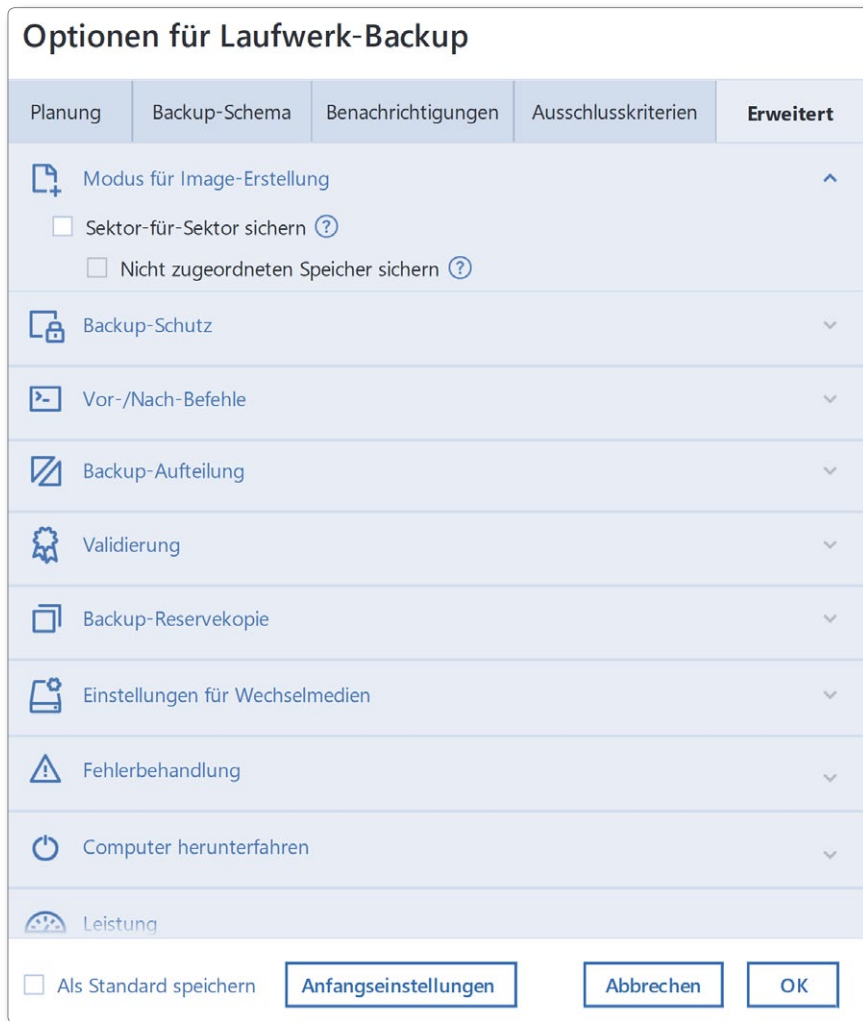 Optionen für Laufwerk-Backup
Planung Backup-Schema Benachrichtigungen Ausschlusskriterien Erweitert
Modus für Image-Erstellung
Sektor-für-Sektor sichern ?
Nicht zugeordneten Speicher sichern ?
Backup-Schutz
Vor-/Nach-Befehle
Backup-Aufteilung
Validierung
Backup-Reservekopie
Einstellungen für Wechselmedien
Fehlerbehandlung
Computer herunterfahren
Leistung
Als Standard speichern Anfangseinstellungen Abbrechen OK